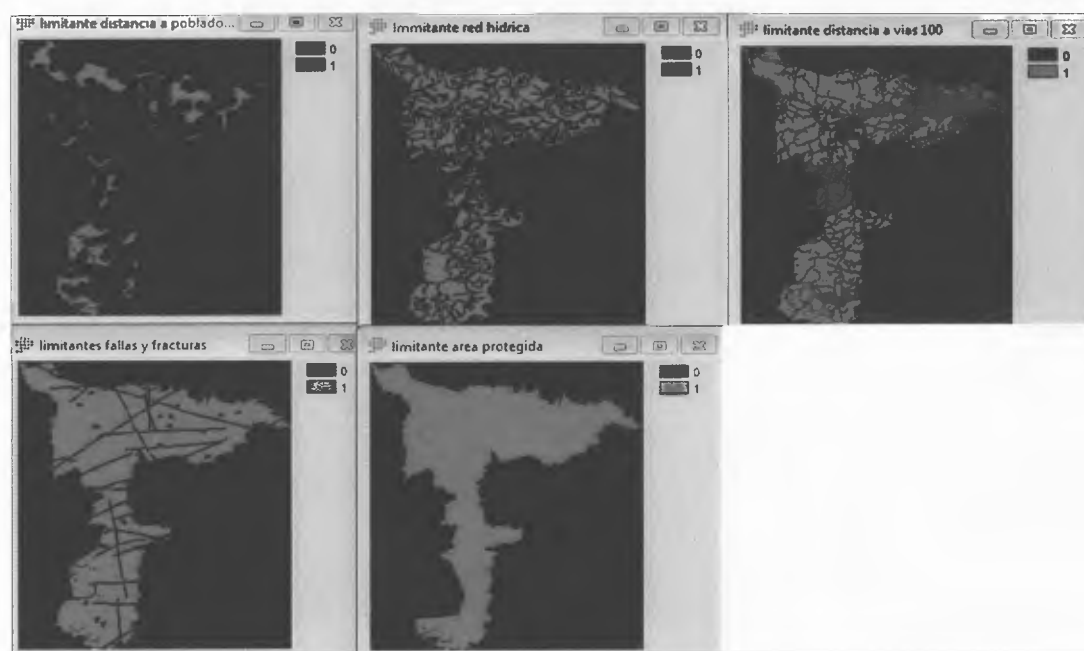 limitante distancia a poblado...
0
1
limmitante red hidrica
0
1
limitante distancia a vias 100
0
1
limitantes fallas y fracturas
0
1
limitante area protegida
0
1